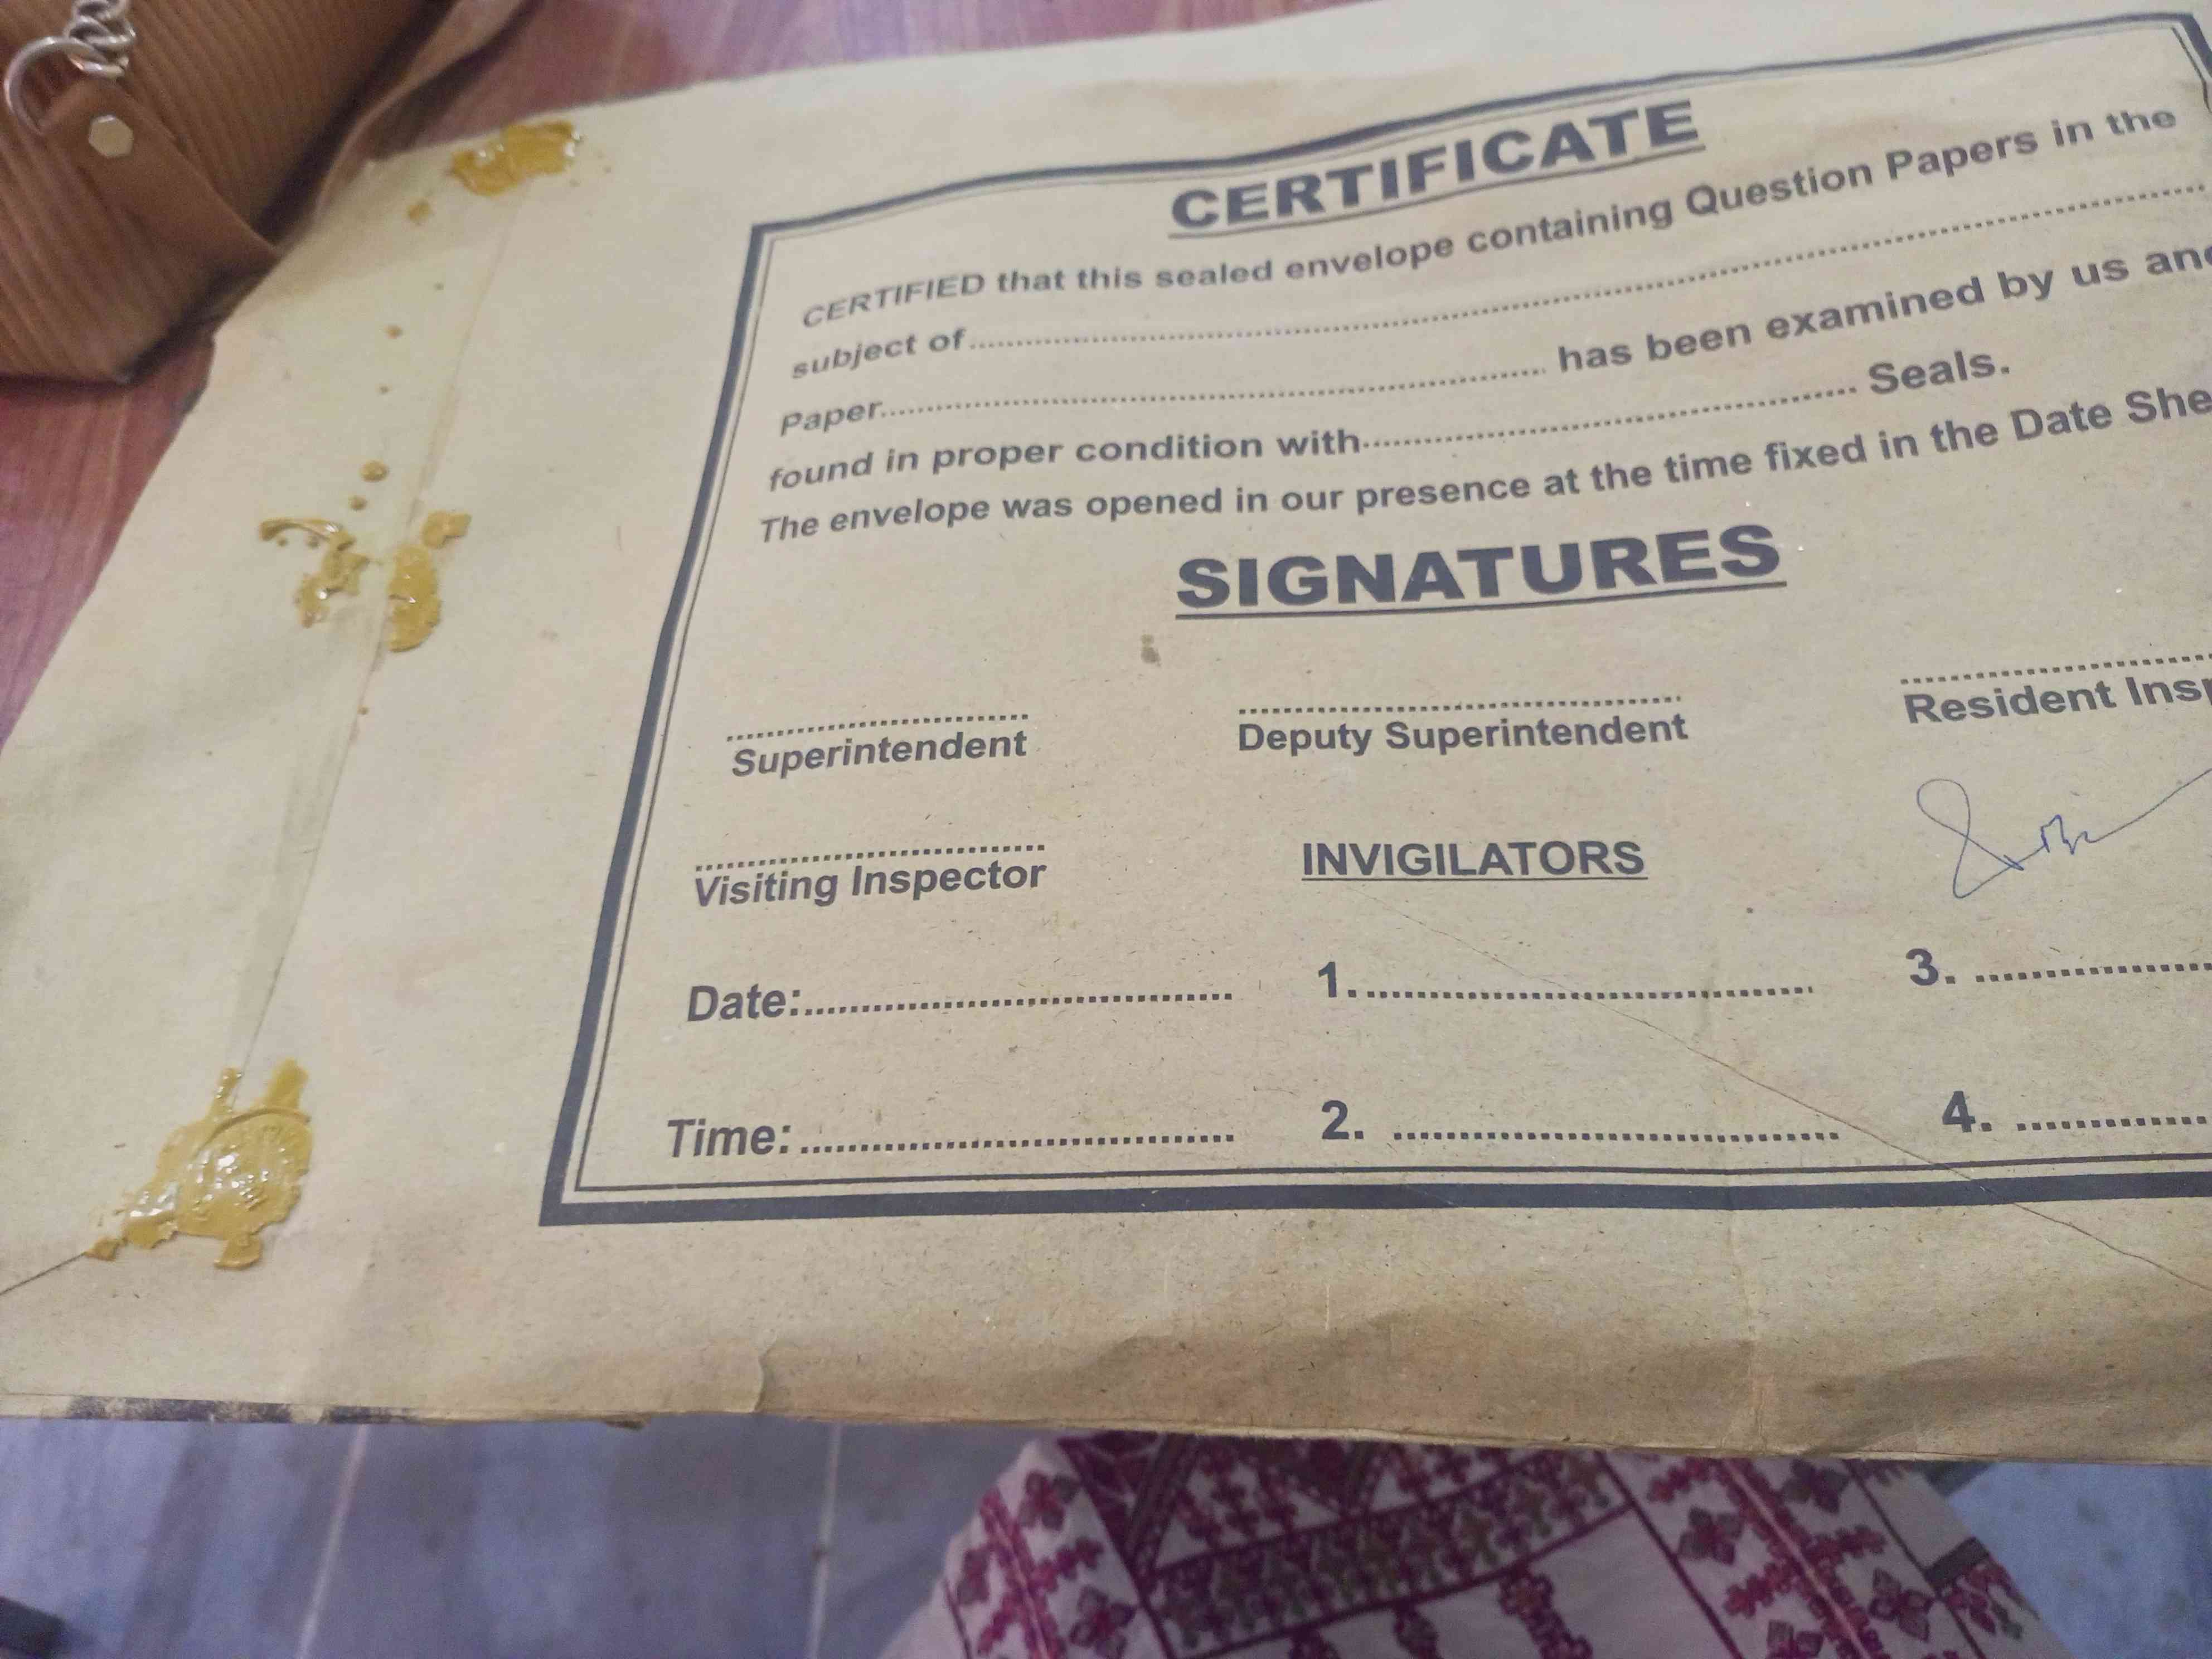 CERTIFICATE
CERTIFIED that this sealed envelope containing Question Papers in the
subject of........................................................................
Paper.................................................... has been examined by us and
found in proper condition with........................................ Seals.
The envelope was opened in our presence at the time fixed in the Date She
SIGNATURES
Superintendent
Deputy Superintendent
Resident Insp
Visiting Inspector
INVIGILATORS
Date:........................................ 1......................................... 3. ....................
Time:........................................ 2. ........................................ 4. ....................